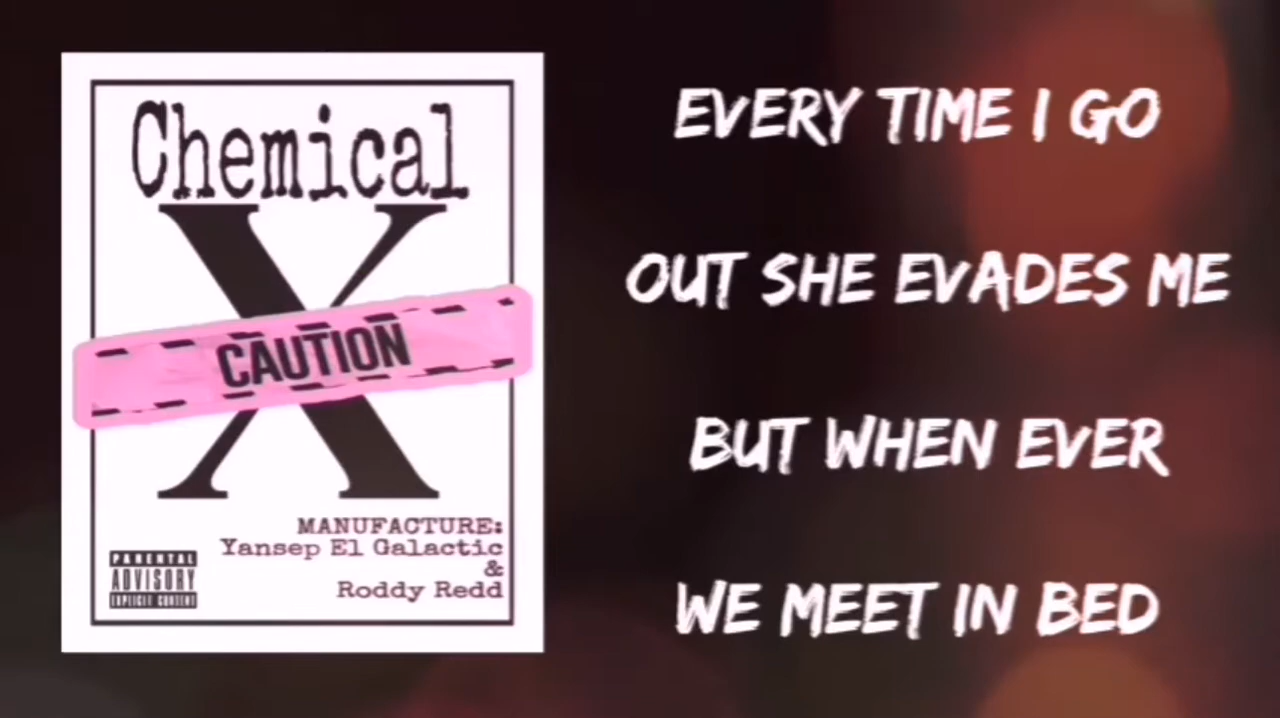 Chemical
X
CAUTION
MANUFACTURE:
Yansep El Galactic
&
Roddy Redd
PARENTAL
ADVISORY
EXPLICIT CONTENT
EVERY TIME I GO
OUT SHE EVADES ME
BUT WHEN EVER
WE MEET IN BED